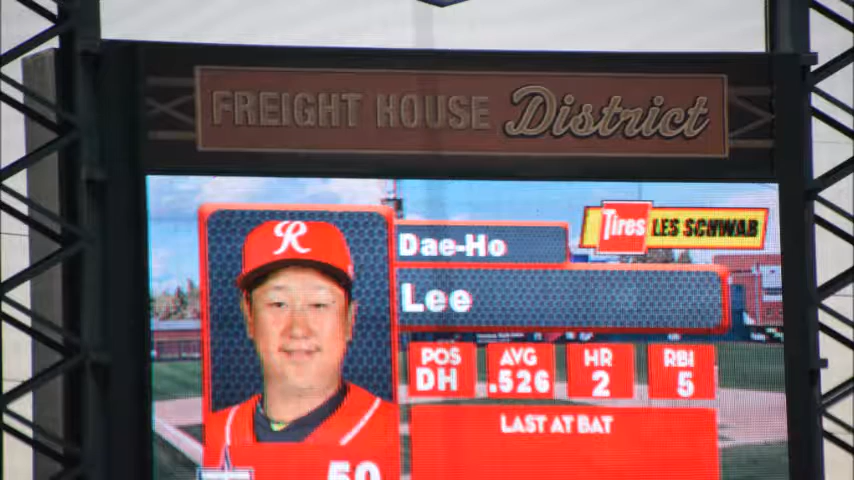 FREIGHT HOUSE District
R
Tires LES SCHWAB
Dae-Ho
Lee
POS AVG HR RBI
DH .526 2 5
LAST AT BAT
50